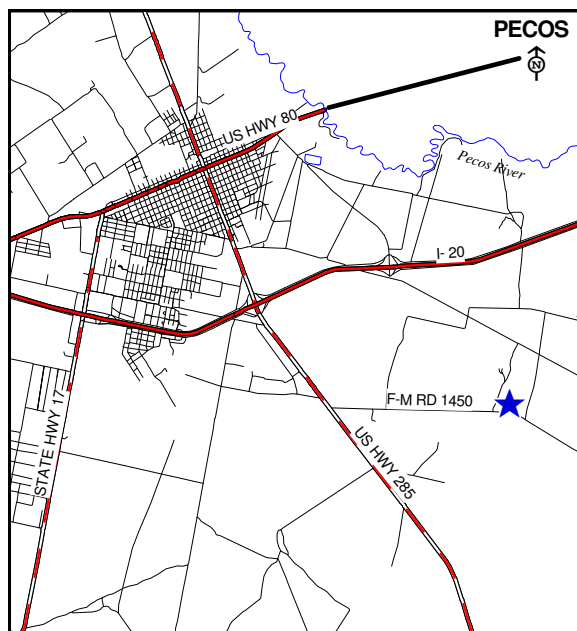 PECOS
N
US HWY 80
Pecos River
I- 20
F-M RD 1450
STATE HWY 17
US HWY 285